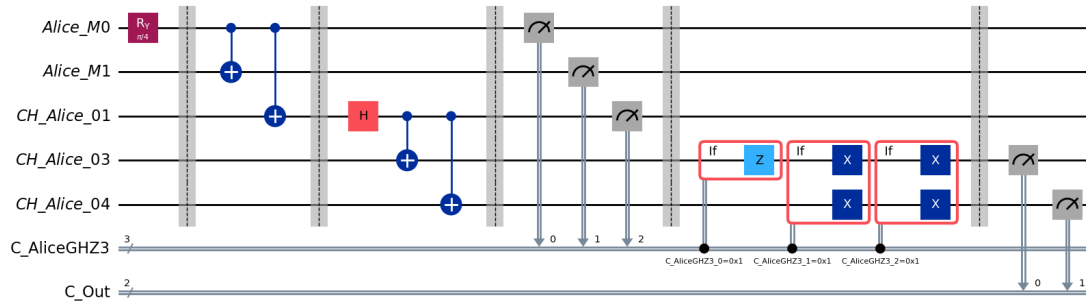 Alice_M0
R_Y
π/4
Alice_M1
CH_Alice_01
H
CH_Alice_03
If
Z
If
X
If
X
CH_Alice_04
X
X
C_AliceGHZ3
3
0
1
2
C_AliceGHZ3_0=0x1
C_AliceGHZ3_1=0x1
C_AliceGHZ3_2=0x1
C_Out
2
0
1